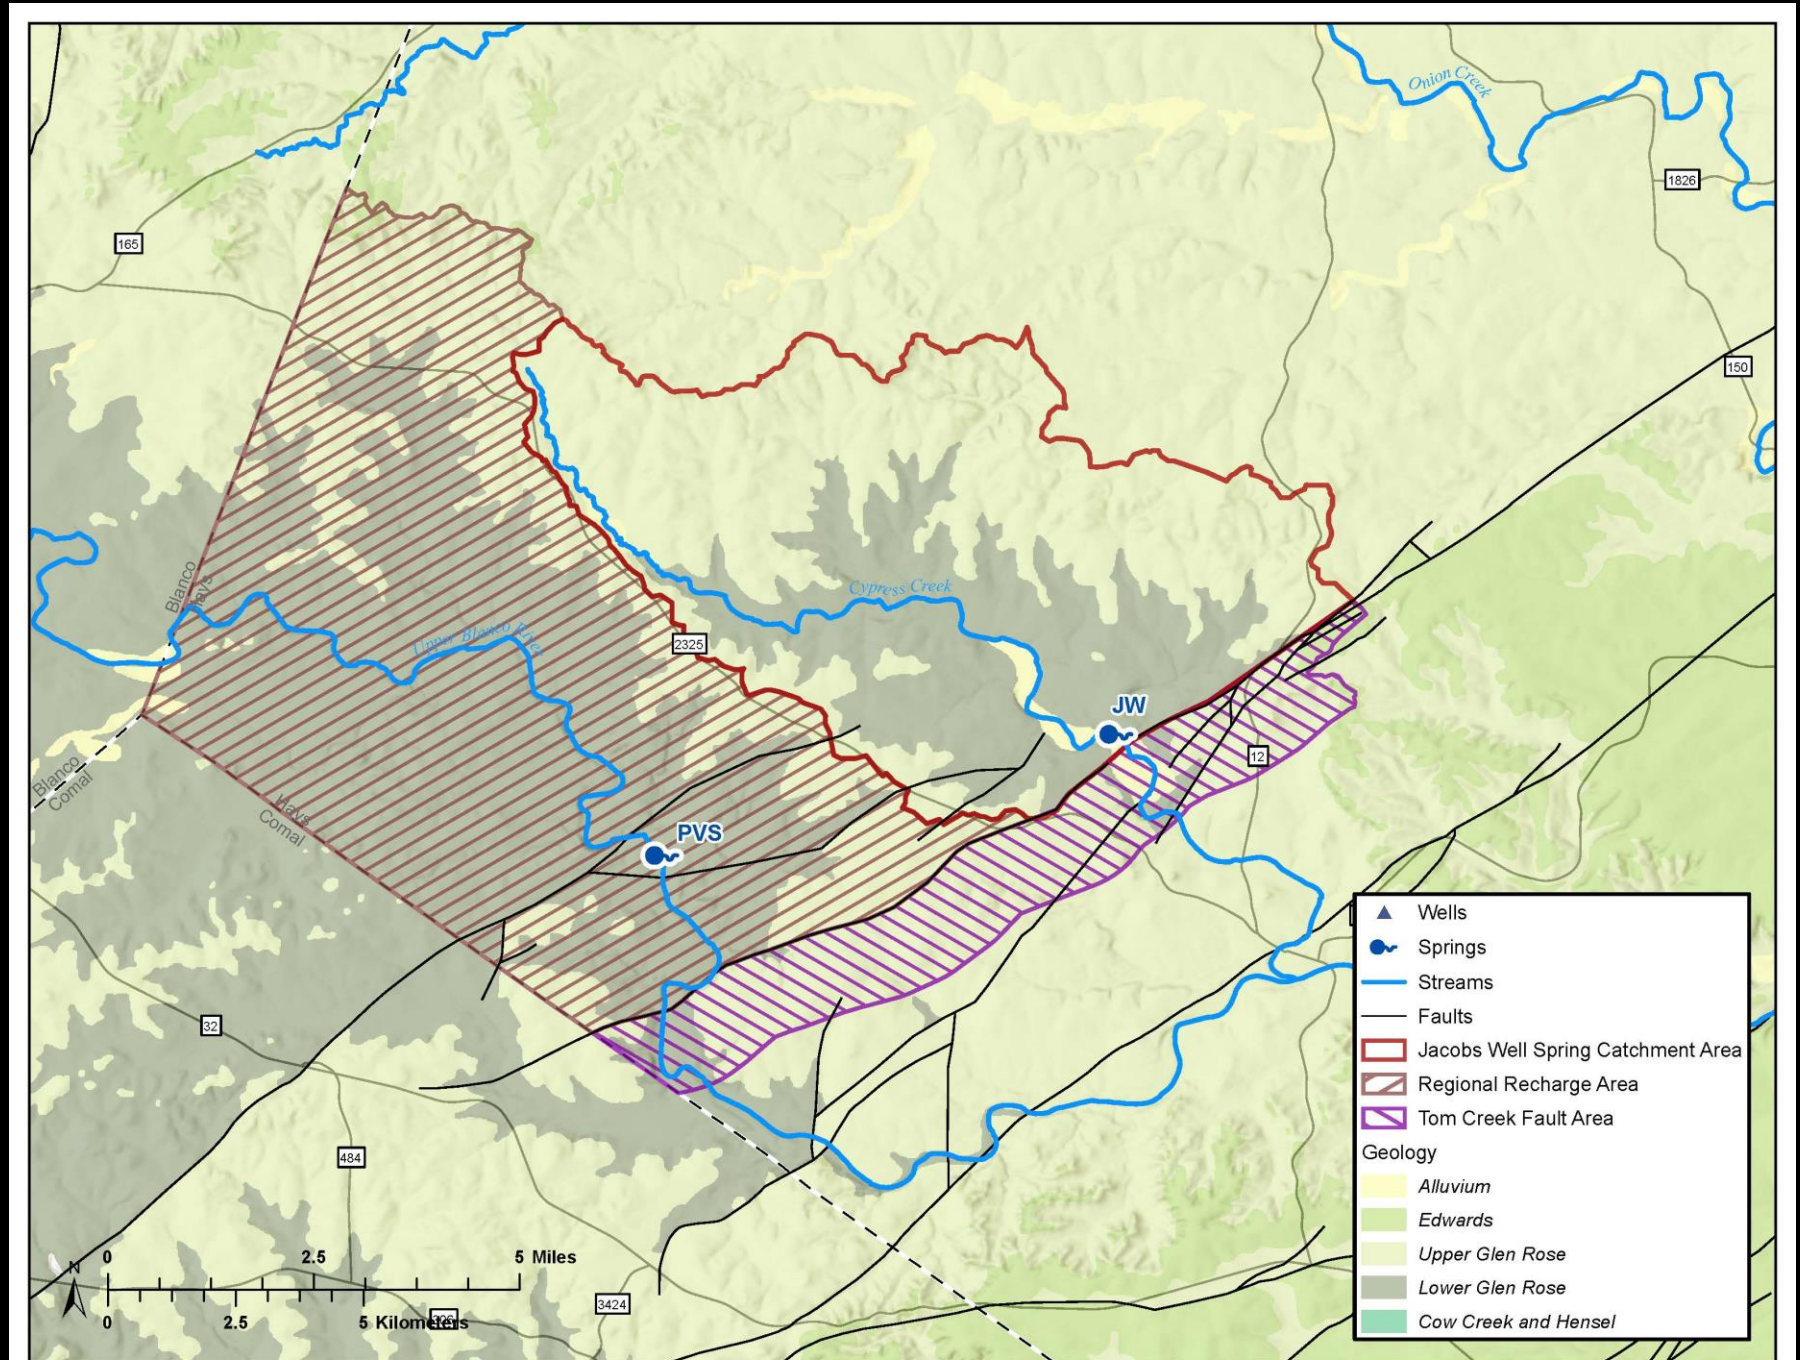 Onion Creek
1826
165
150
Blanco
Hays
Cypress Creek
Upper Blanco River
2325
JW
12
Blanco
Comal
Hays
Comal
PVS
32
484
3424
0 2.5 5 Miles
N
0 2.5 5 Kilometers
Wells
Springs
Streams
Faults
Jacobs Well Spring Catchment Area
Regional Recharge Area
Tom Creek Fault Area
Geology
Alluvium
Edwards
Upper Glen Rose
Lower Glen Rose
Cow Creek and Hensel